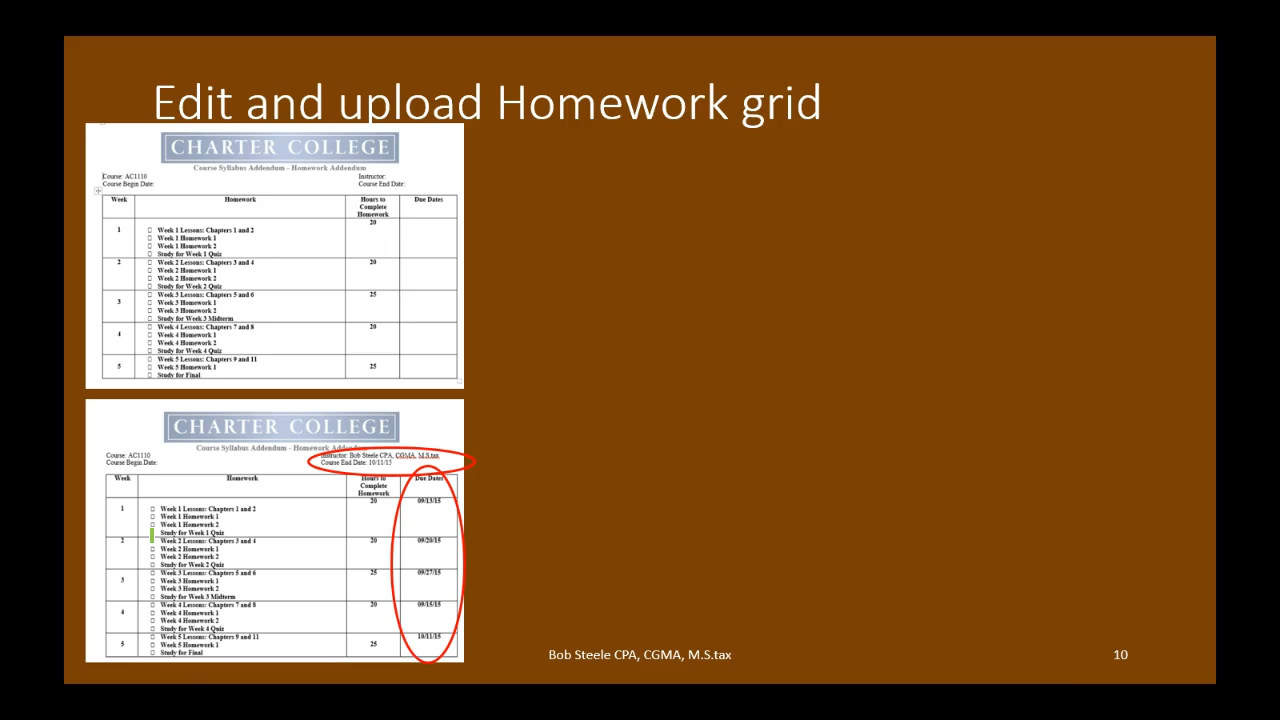 Edit and upload Homework grid
CHARTER COLLEGE
Course Syllabus Addendum - Homework Addendum
Course: AC1110 Instructor:
Course Begin Date: Course End Date:
Week Homework Hours to Complete Homework Due Dates
20
1 Week 1 Lessons: Chapters 1 and 2
Week 1 Homework 1
Week 1 Homework 2
Study for Week 1 Quiz
2 Week 2 Lessons: Chapters 3 and 4 20
Week 2 Homework 1
Week 2 Homework 2
Study for Week 2 Quiz
Week 3 Lessons: Chapters 5 and 6 25
3 Week 3 Homework 1
Week 3 Homework 2
Study for Week 3 Midterm
Week 4 Lessons: Chapters 7 and 8 20
4 Week 4 Homework 1
Week 4 Homework 2
Study for Week 4 Quiz
Week 5 Lessons: Chapters 9 and 11
5 Week 5 Homework 1 25
Study for Final
CHARTER COLLEGE
Course Syllabus Addendum - Homework Addendum
Course: AC1110 Instructor: Bob Steele CPA, CGMA, M.S.tax
Course Begin Date: Course End Date: 10/11/15
Week Homework Hours to Complete Homework Due Dates
20 09/13/15
1 Week 1 Lessons: Chapters 1 and 2
Week 1 Homework 1
Week 1 Homework 2
Study for Week 1 Quiz
2 Week 2 Lessons: Chapters 3 and 4 20 09/20/15
Week 2 Homework 1
Week 2 Homework 2
Study for Week 2 Quiz
Week 3 Lessons: Chapters 5 and 6 25 09/27/15
3 Week 3 Homework 1
Week 3 Homework 2
Study for Week 3 Midterm
Week 4 Lessons: Chapters 7 and 8 20 09/15/15
4 Week 4 Homework 1
Week 4 Homework 2
Study for Week 4 Quiz
Week 5 Lessons: Chapters 9 and 11 10/11/15
5 Week 5 Homework 1 25
Study for Final
Bob Steele CPA, CGMA, M.S.tax 10